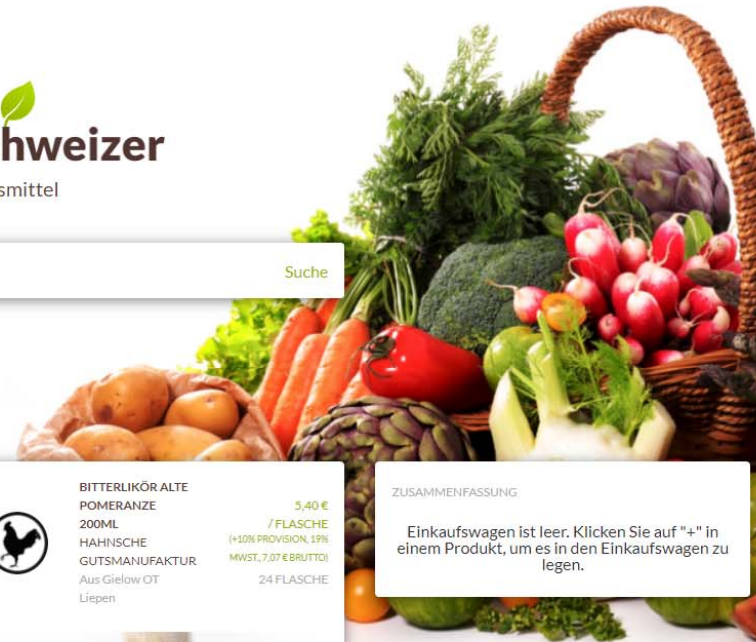 hweizer
smittel
Suche
BITTERLIKÖR ALTE
POMERANZE
200ML
HAHNSCHE
GUTSMANUFAKTUR
Aus Gielow OT
Liepen
5,40 €
/ FLASCHE
(+10% PROVISION, 19%
MWST., 7,07 € BRUTTO)
24 FLASCHE
ZUSAMMENFASSUNG
Einkaufswagen ist leer. Klicken Sie auf "+" in
einem Produkt, um es in den Einkaufswagen zu
legen.